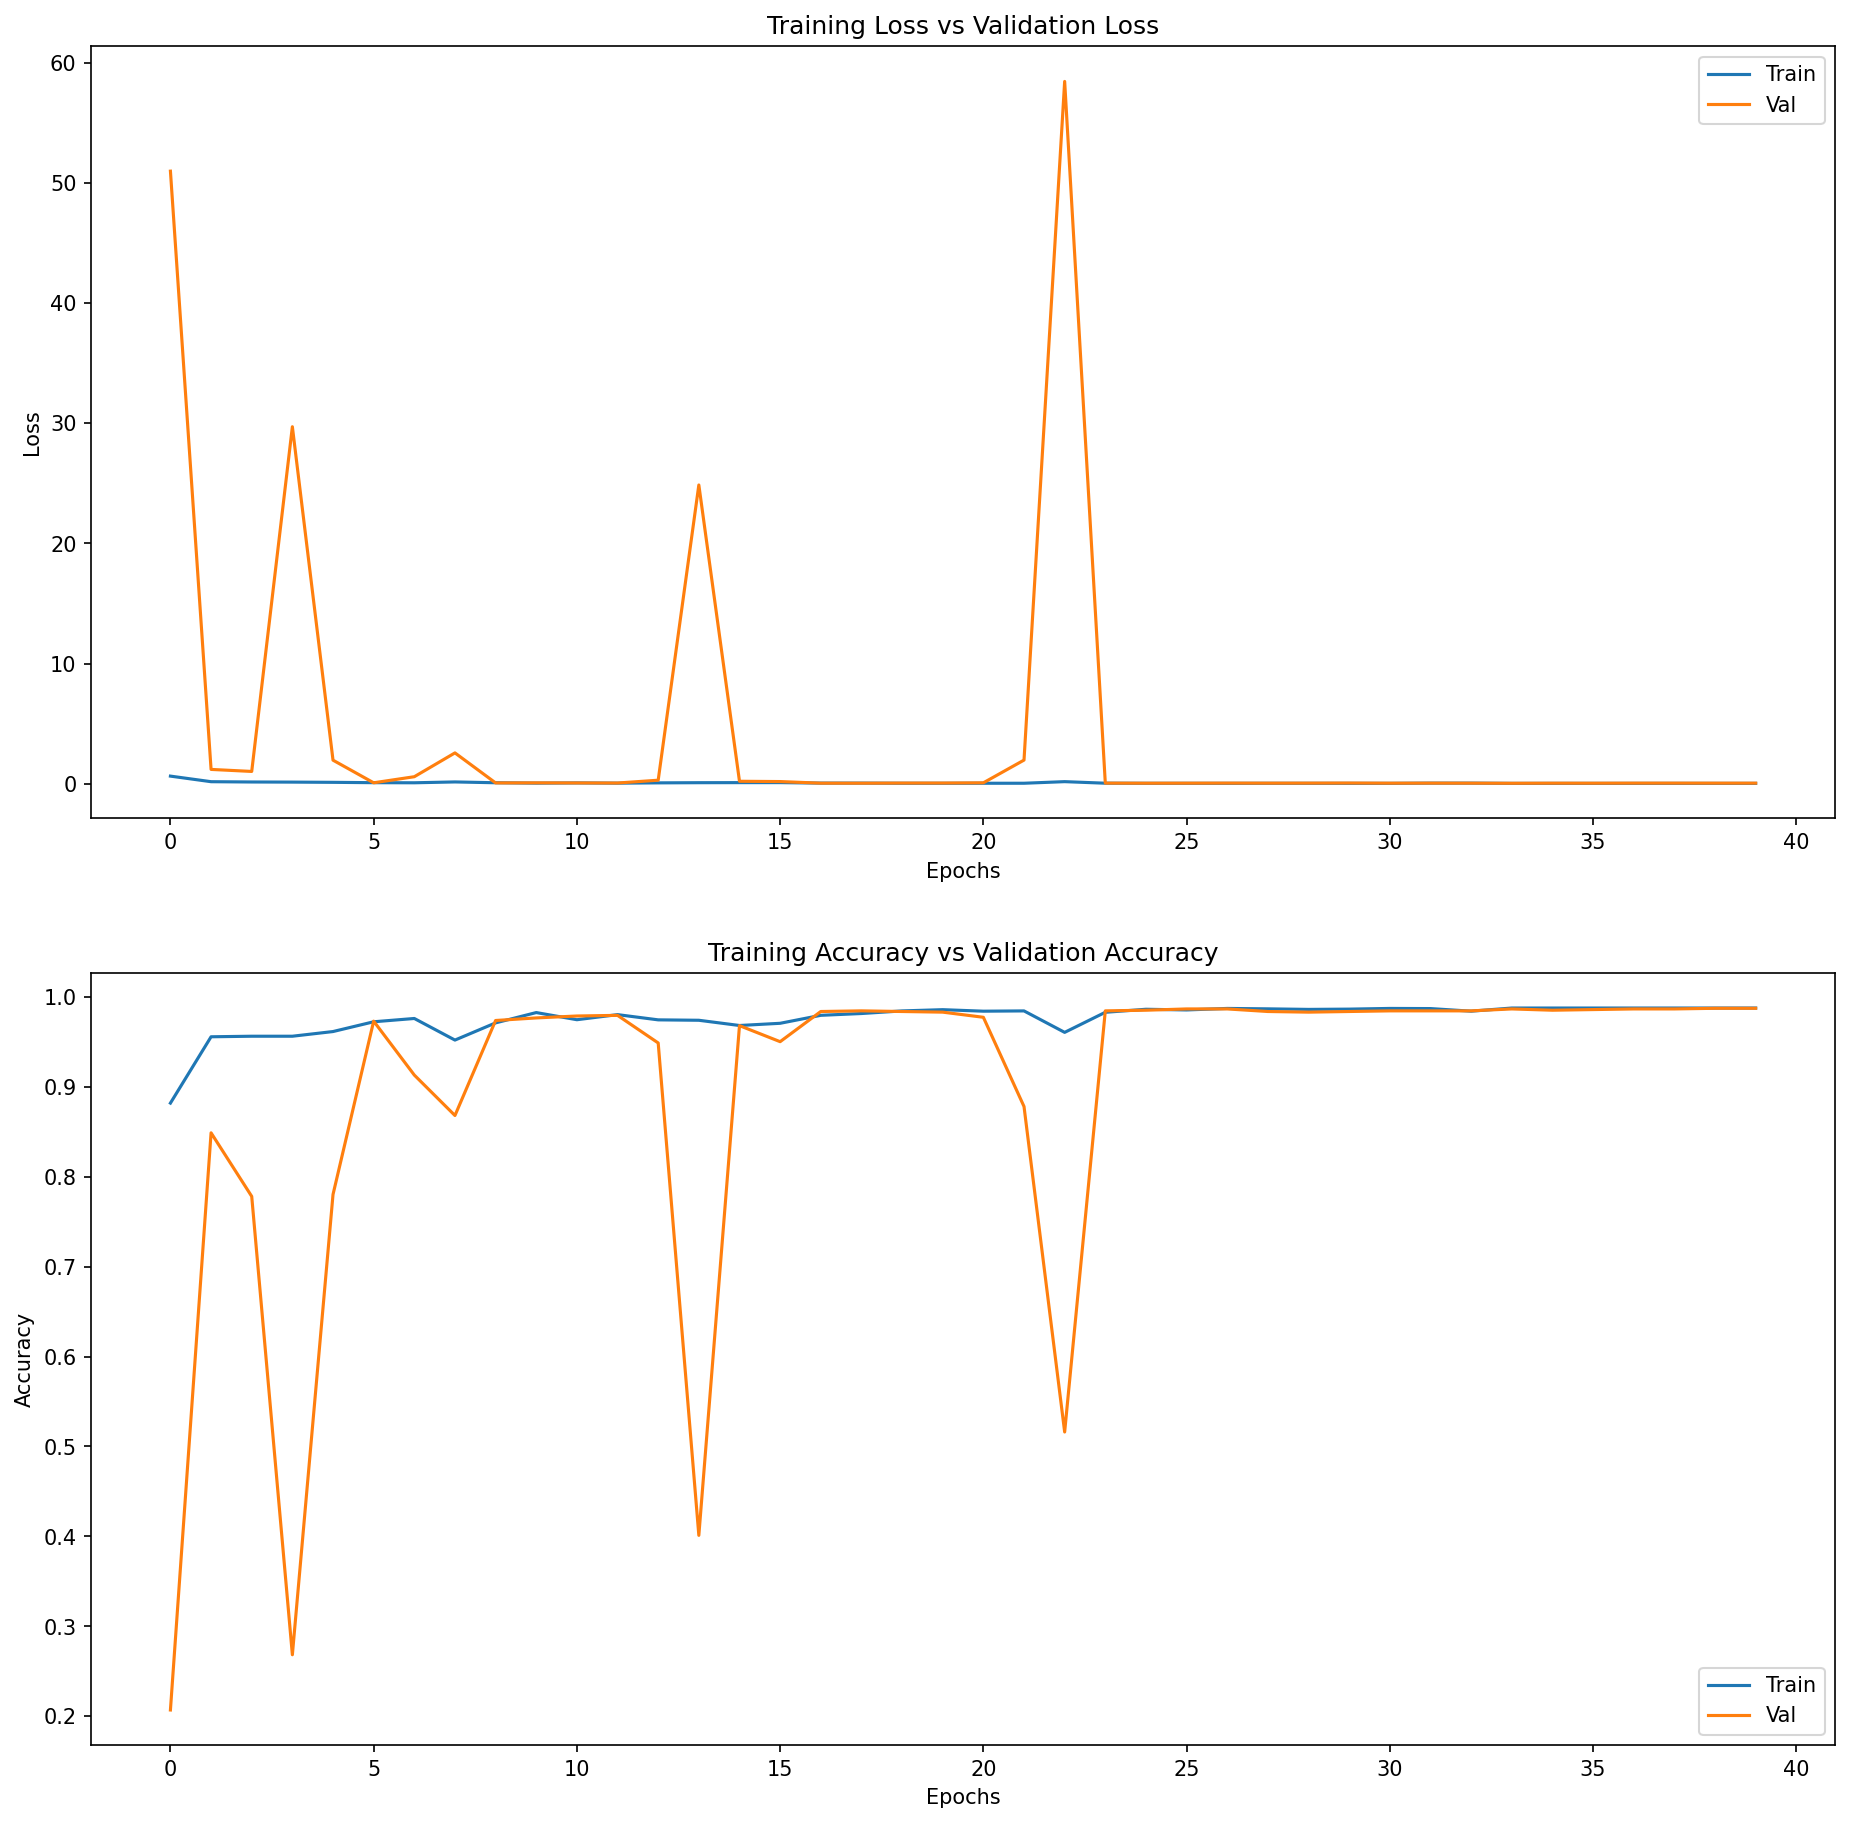 Training Loss vs Validation Loss
60
50
40
30
20
10
0
Loss
Train
Val
0 5 10 15 20 25 30 35 40
Epochs
Training Accuracy vs Validation Accuracy
1.0
0.9
0.8
0.7
0.6
0.5
0.4
0.3
0.2
Accuracy
Train
Val
0 5 10 15 20 25 30 35 40
Epochs